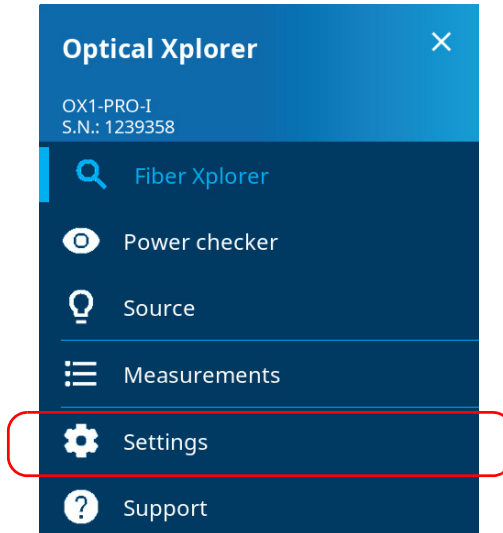 Optical Xplorer
OX1-PRO-I
S.N.: 1239358
Fiber Xplorer
Power checker
Source
Measurements
Settings
Support